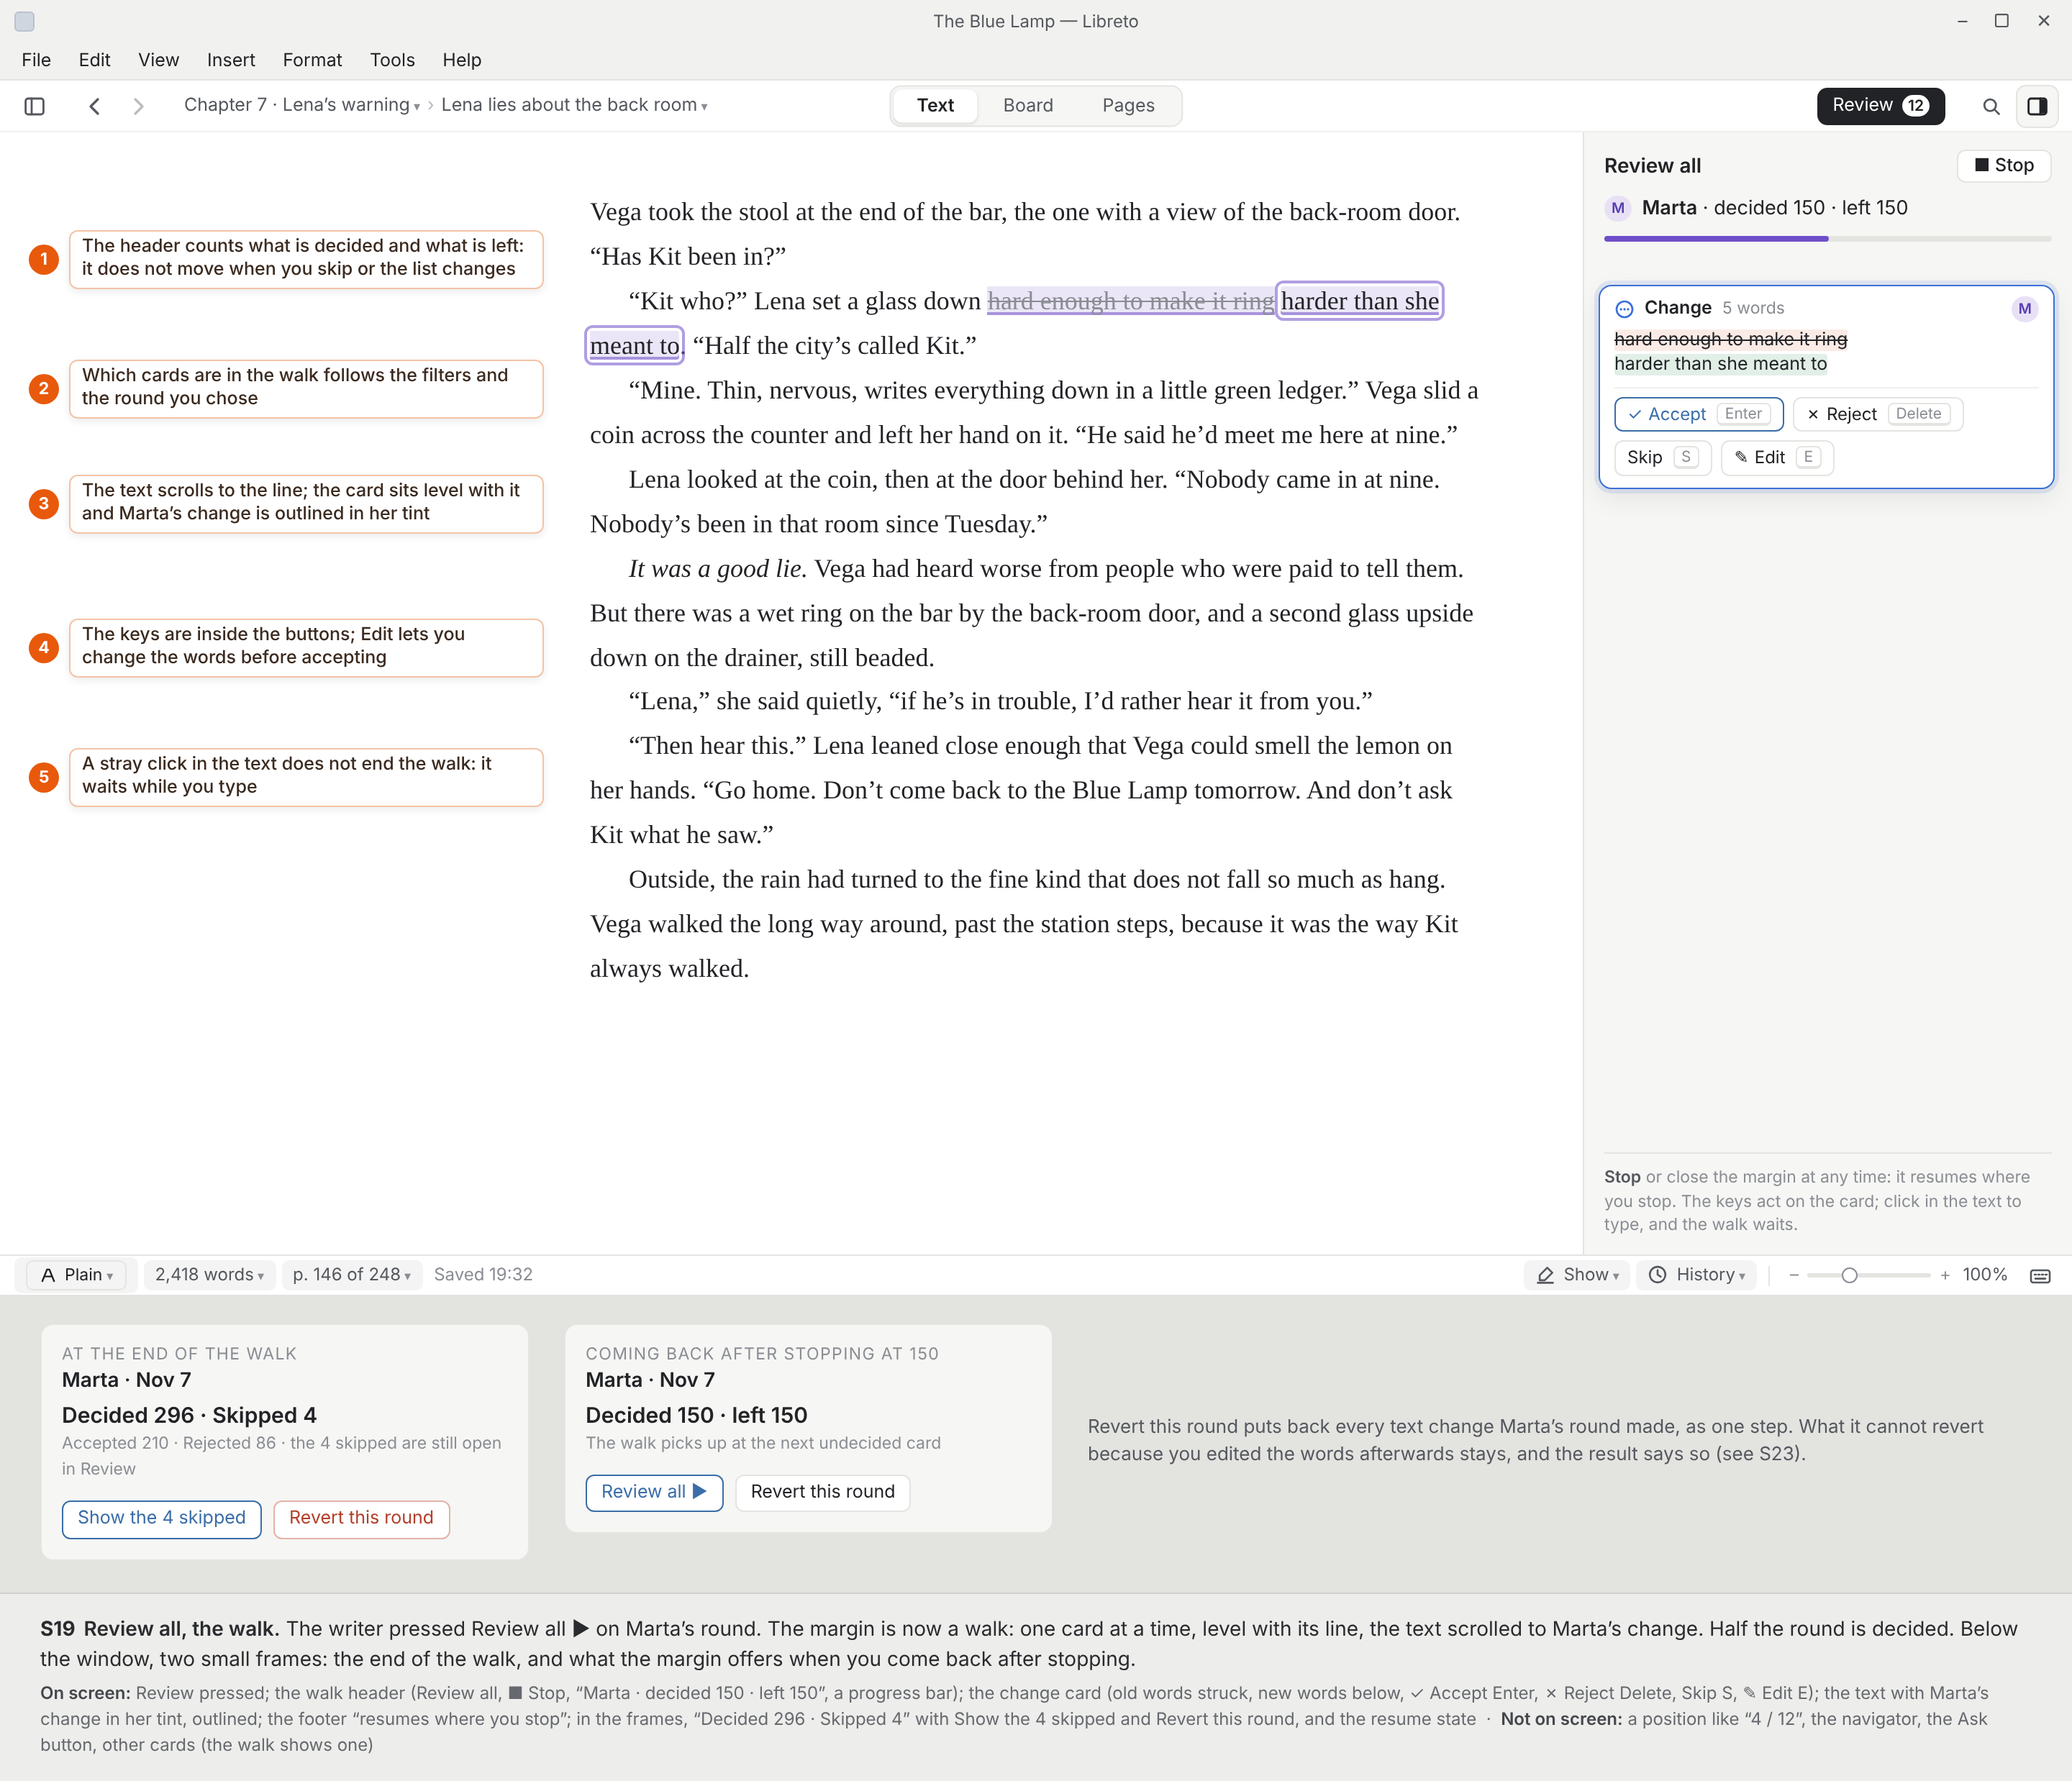 The Blue Lamp — Libreto
File Edit View Insert Format Tools Help
Chapter 7 · Lena’s warning ▾ › Lena lies about the back room ▾
Text Board Pages
Review 12
1 The header counts what is decided and what is left:
it does not move when you skip or the list changes
2 Which cards are in the walk follows the filters and
the round you chose
3 The text scrolls to the line; the card sits level with it
and Marta’s change is outlined in her tint
4 The keys are inside the buttons; Edit lets you
change the words before accepting
5 A stray click in the text does not end the walk: it
waits while you type
Vega took the stool at the end of the bar, the one with a view of the back-room door.
“Has Kit been in?”
“Kit who?” Lena set a glass down hard enough to make it ring harder than she
meant to. “Half the city’s called Kit.”
“Mine. Thin, nervous, writes everything down in a little green ledger.” Vega slid a
coin across the counter and left her hand on it. “He said he’d meet me here at nine.”
Lena looked at the coin, then at the door behind her. “Nobody came in at nine.
Nobody’s been in that room since Tuesday.”
It was a good lie. Vega had heard worse from people who were paid to tell them.
But there was a wet ring on the bar by the back-room door, and a second glass upside
down on the drainer, still beaded.
“Lena,” she said quietly, “if he’s in trouble, I’d rather hear it from you.”
“Then hear this.” Lena leaned close enough that Vega could smell the lemon on
her hands. “Go home. Don’t come back to the Blue Lamp tomorrow. And don’t ask
Kit what he saw.”
Outside, the rain had turned to the fine kind that does not fall so much as hang.
Vega walked the long way around, past the station steps, because it was the way Kit
always walked.
Review all ■ Stop
M Marta · decided 150 · left 150
Change 5 words M
hard enough to make it ring
harder than she meant to
✓ Accept Enter × Reject Delete
Skip S ✎ Edit E
Stop or close the margin at any time: it resumes where
you stop. The keys act on the card; click in the text to
type, and the walk waits.
A Plain ▾ 2,418 words ▾ p. 146 of 248 ▾ Saved 19:32
Show ▾ History ▾ − + 100%
AT THE END OF THE WALK
Marta · Nov 7
Decided 296 · Skipped 4
Accepted 210 · Rejected 86 · the 4 skipped are still open
in Review
Show the 4 skipped Revert this round
COMING BACK AFTER STOPPING AT 150
Marta · Nov 7
Decided 150 · left 150
The walk picks up at the next undecided card
Review all ▶ Revert this round
Revert this round puts back every text change Marta’s round made, as one step. What it cannot revert
because you edited the words afterwards stays, and the result says so (see S23).
S19 Review all, the walk. The writer pressed Review all ▶ on Marta’s round. The margin is now a walk: one card at a time, level with its line, the text scrolled to Marta’s change. Half the round is decided. Below
the window, two small frames: the end of the walk, and what the margin offers when you come back after stopping.
On screen: Review pressed; the walk header (Review all, ■ Stop, “Marta · decided 150 · left 150”, a progress bar); the change card (old words struck, new words below, ✓ Accept Enter, × Reject Delete, Skip S, ✎ Edit E); the text with Marta’s
change in her tint, outlined; the footer “resumes where you stop”; in the frames, “Decided 296 · Skipped 4” with Show the 4 skipped and Revert this round, and the resume state · Not on screen: a position like “4 / 12”, the navigator, the Ask
button, other cards (the walk shows one)